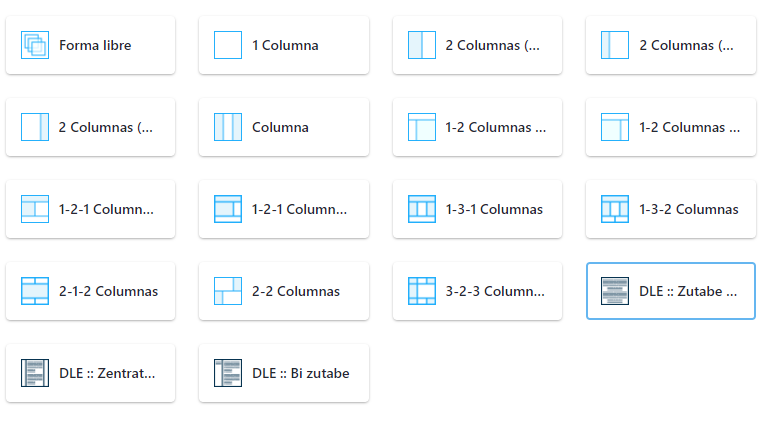 Forma libre
1 Columna
2 Columnas (...
2 Columnas (...
2 Columnas (...
Columna
1-2 Columnas ...
1-2 Columnas ...
1-2-1 Column...
1-2-1 Column...
1-3-1 Columnas
1-3-2 Columnas
2-1-2 Columnas
2-2 Columnas
3-2-3 Column...
DLE :: Zutabe ...
DLE :: Zentrat...
DLE :: Bi zutabe